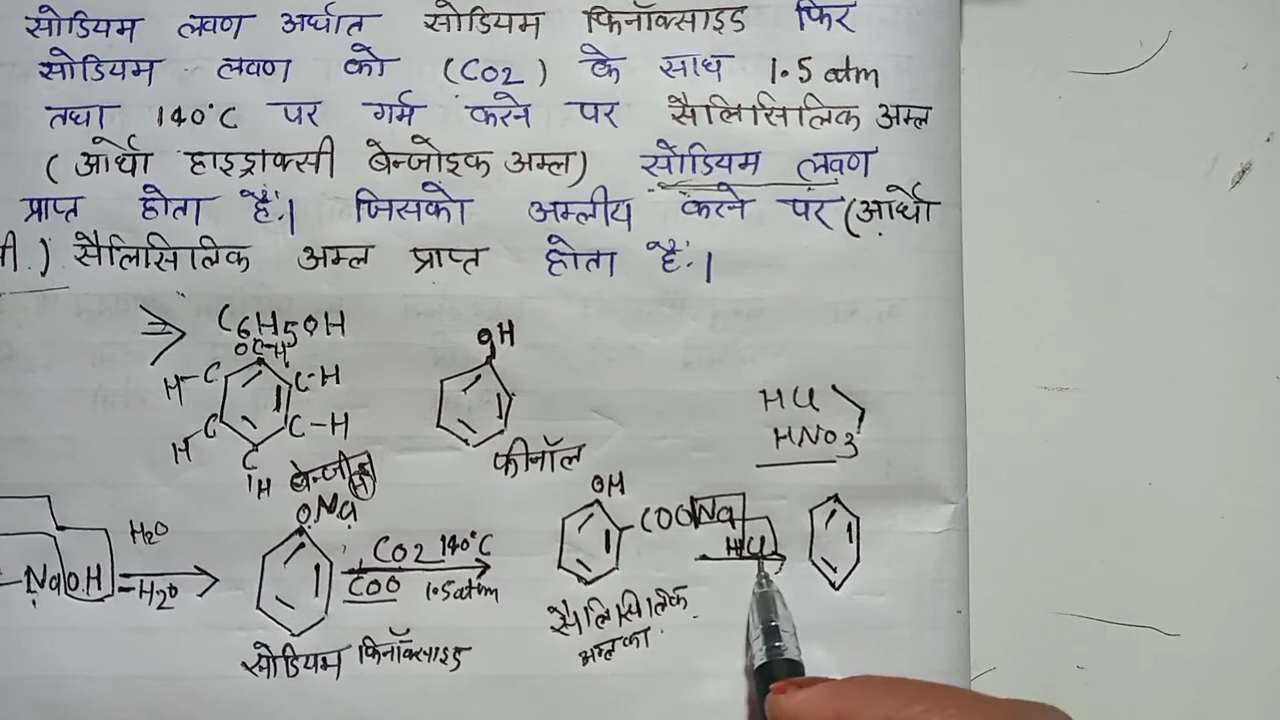 सोडियम लवण अर्थात सोडियम फिनॉक्साइड फिर
सोडियम लवण को (CO2) के साथ 1.5 atm
तथा 140°C पर गर्म करने पर सैलिसिलिक अम्ल
(आर्थो हाइड्राक्सी बेन्जोइक अम्ल) सोडियम लवण
प्राप्त होता है।  जिसको अम्लीय करने पर (आर्थो
सैलिसिलिक अम्ल प्राप्त होता है।
C6H5OH
C-H
H-C C-H
H C C-H
C
H
बेन्जीन
OH
फीनॉल
HCl
HNO3
NaOH
H2O
-H2O
ONa
सोडियम फिनॉक्साइड
CO2 140°C
COO 1.5atm
OH
COONa
HCl
सैलिसिलिक
अम्ल का